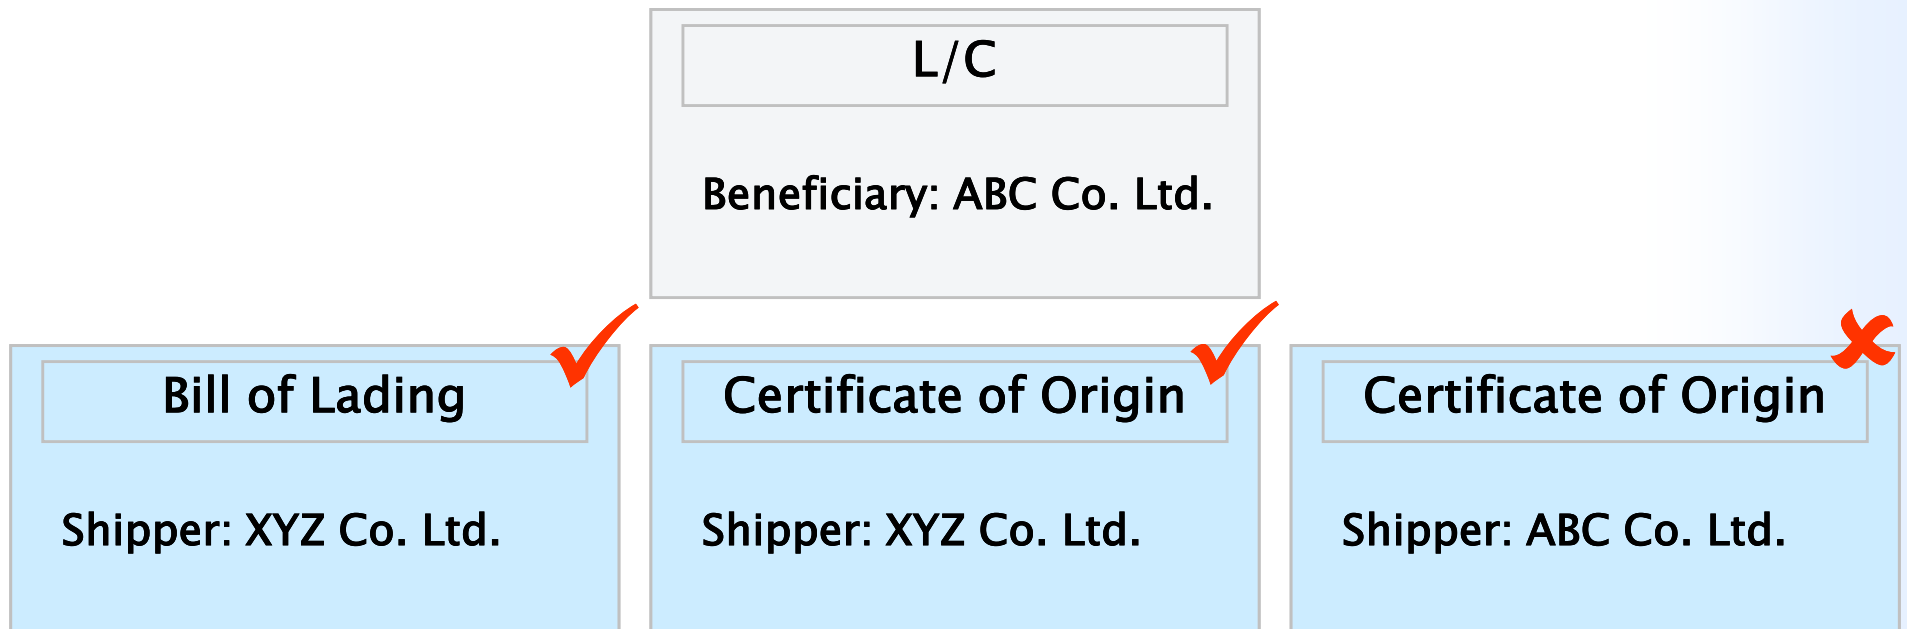 L/C
Beneficiary: ABC Co. Ltd.
Bill of Lading
Shipper: XYZ Co. Ltd.
Certificate of Origin
Shipper: XYZ Co. Ltd.
Certificate of Origin
Shipper: ABC Co. Ltd.